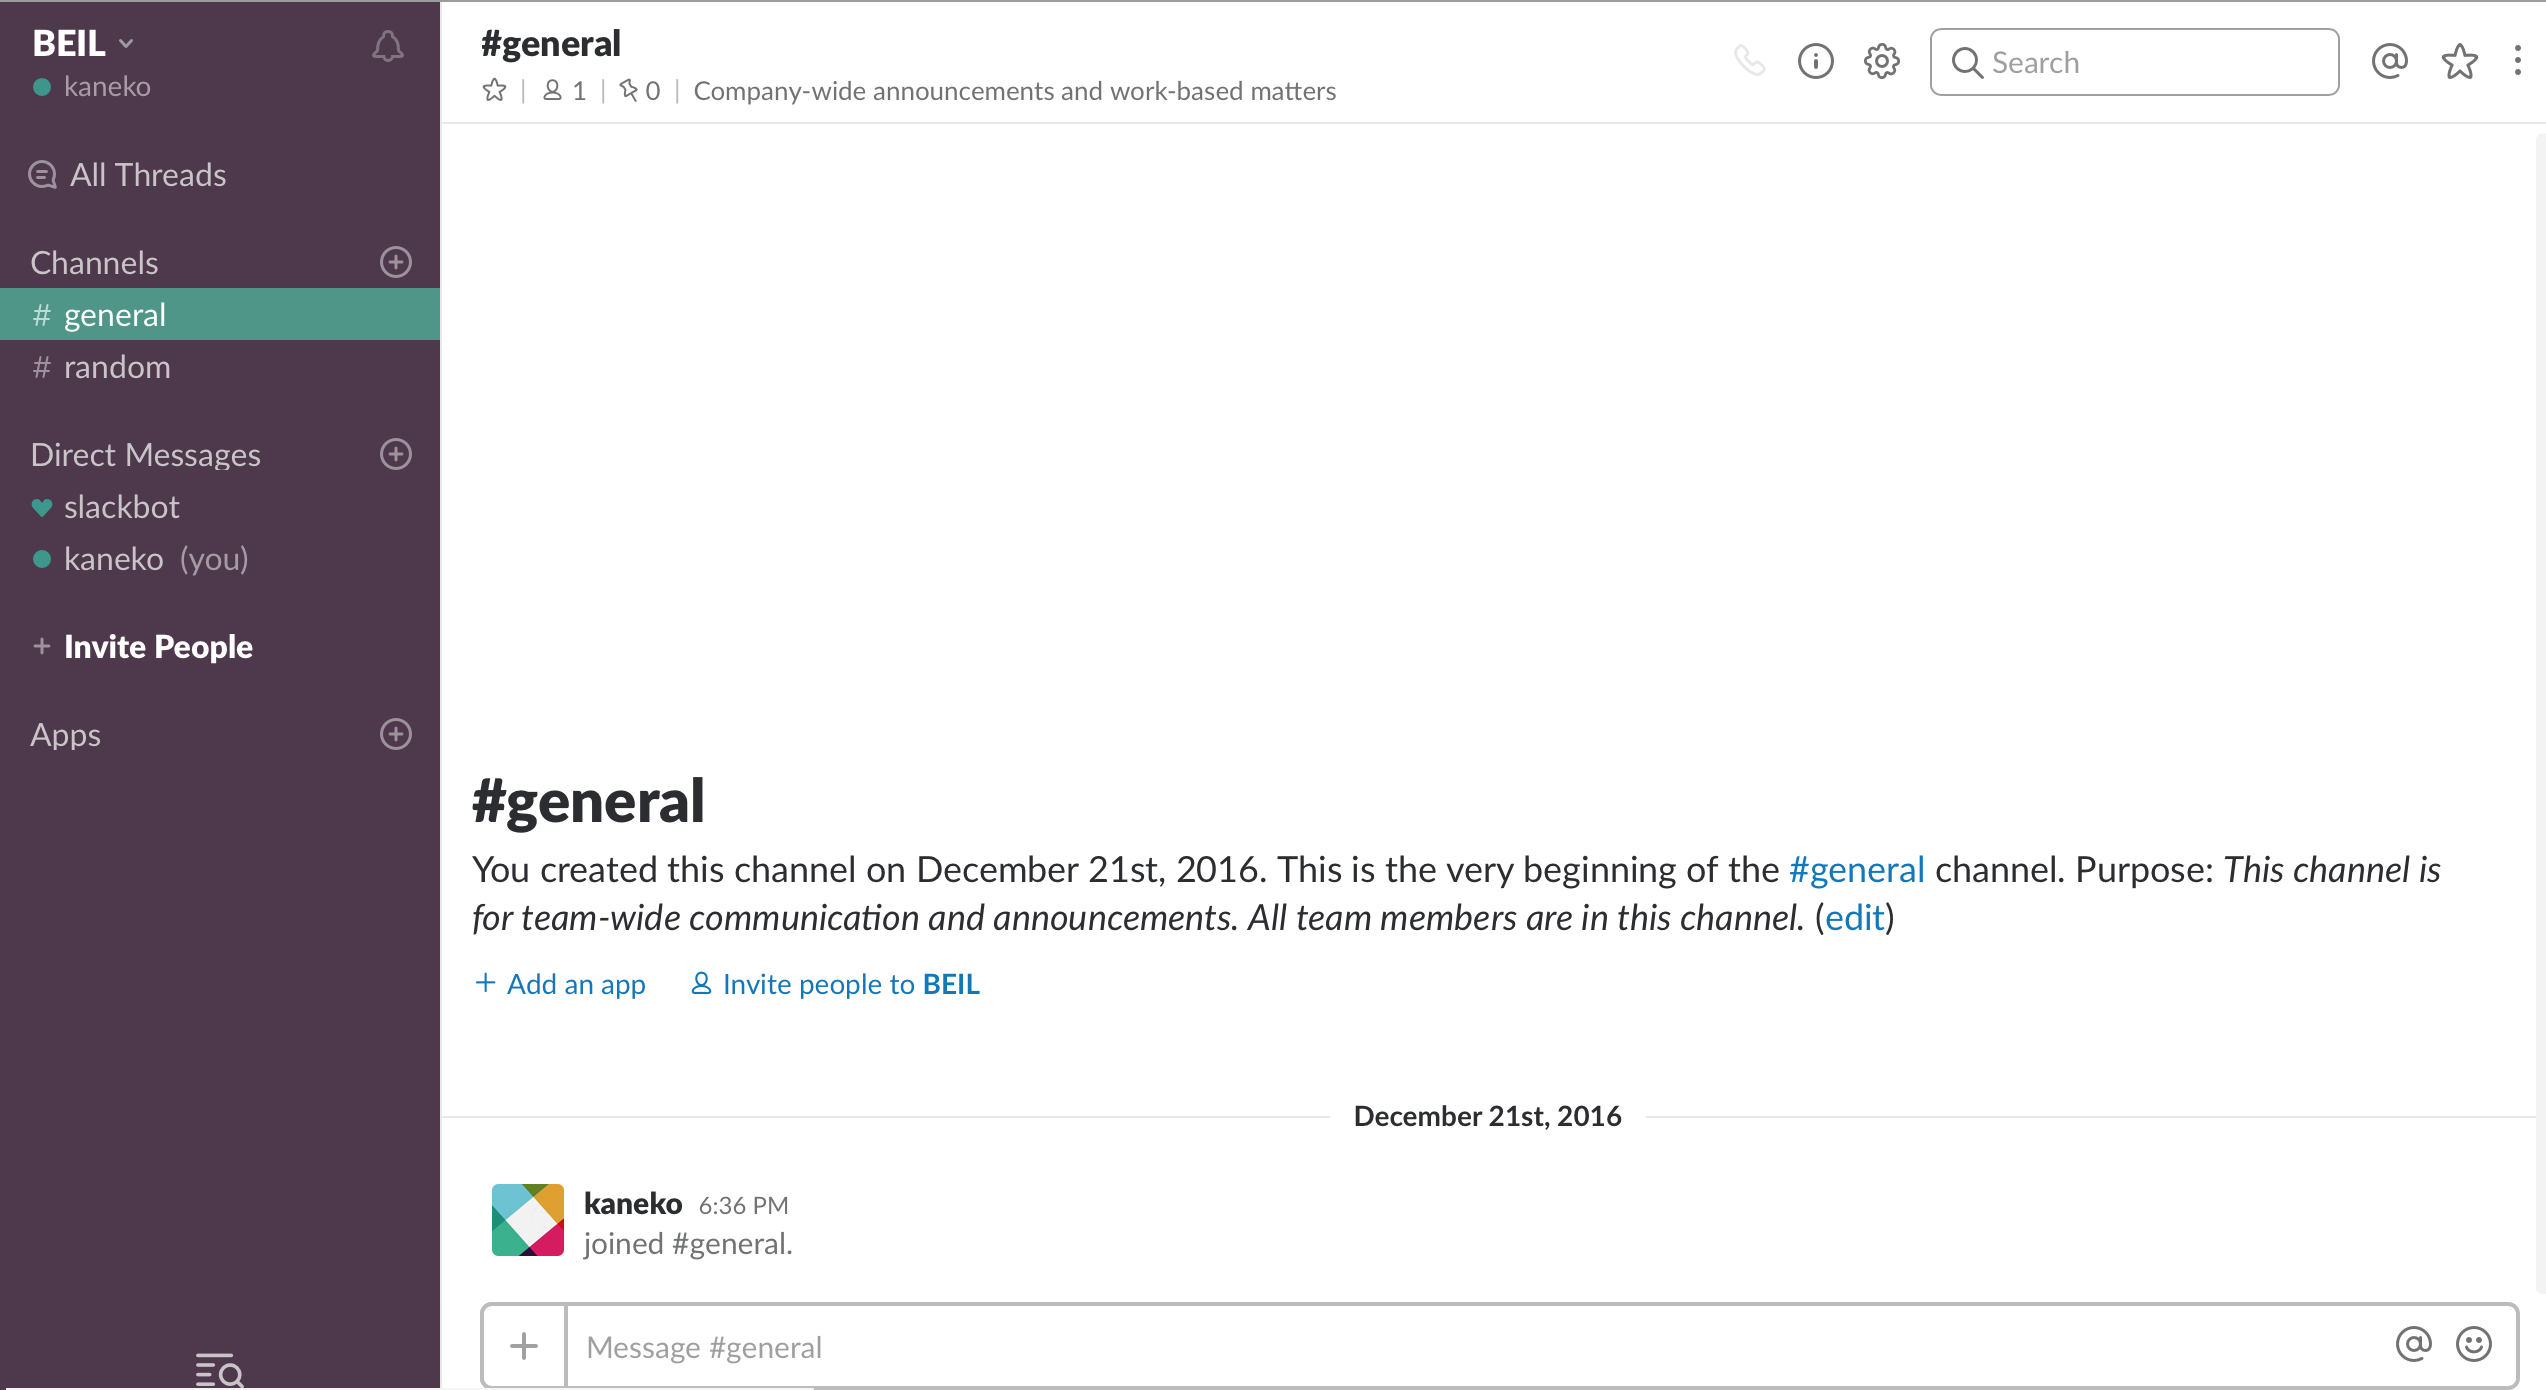 BEIL
kaneko
All Threads
Channels
# general
# random
Direct Messages
slackbot
kaneko (you)
+ Invite People
Apps
#general
1 | 0 | Company-wide announcements and work-based matters
Search
#general
You created this channel on December 21st, 2016. This is the very beginning of the #general channel. Purpose: This channel is
for team-wide communication and announcements. All team members are in this channel. (edit)
+ Add an app Invite people to BEIL
December 21st, 2016
kaneko 6:36 PM
joined #general.
Message #general